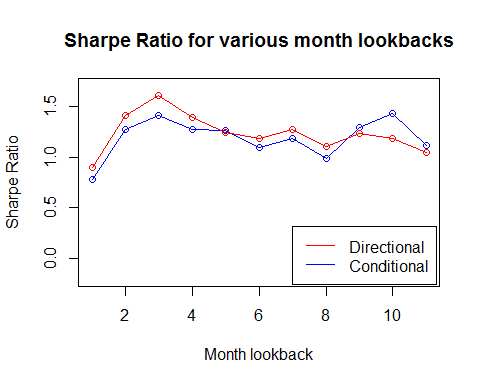 Sharpe Ratio for various month lookbacks
Sharpe Ratio
1.5
1.0
0.5
0.0
Directional
Conditional
2 4 6 8 10
Month lookback